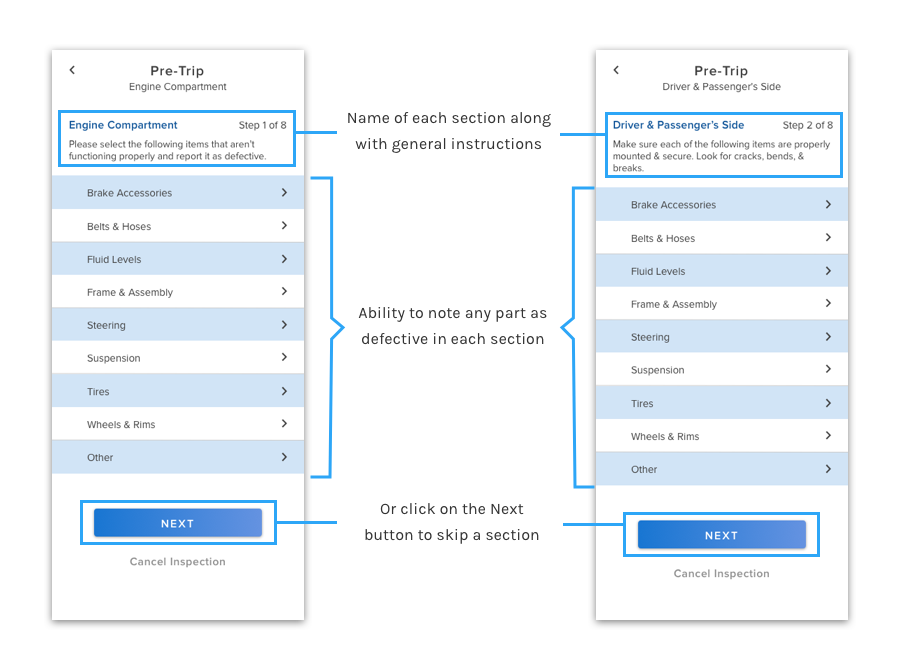 Pre-Trip
Engine Compartment
Engine Compartment Step 1 of 8
Please select the following items that aren't
functioning properly and report it as defective.
Brake Accessories
Belts & Hoses
Fluid Levels
Frame & Assembly
Steering
Suspension
Tires
Wheels & Rims
Other
NEXT
Cancel Inspection
Name of each section along
with general instructions
Ability to note any part as
defective in each section
Or click on the Next
button to skip a section
Pre-Trip
Driver & Passenger's Side
Driver & Passenger's Side Step 2 of 8
Make sure each of the following items are properly
mounted & secure. Look for cracks, bends, &
breaks.
Brake Accessories
Belts & Hoses
Fluid Levels
Frame & Assembly
Steering
Suspension
Tires
Wheels & Rims
Other
NEXT
Cancel Inspection